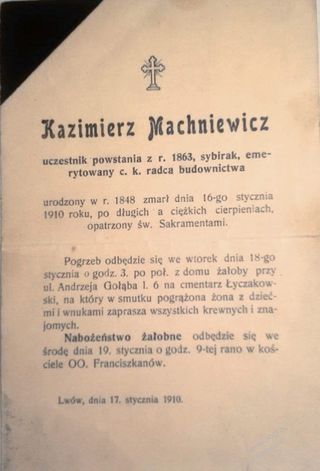 Kazimierz Machniewicz
uczestnik powstania z r. 1863, sybirak, eme-
rytowany c. k. radca budownictwa
urodzony w r. 1848 zmarł dnia 16-go stycznia
1910 roku, po długich a ciężkich cierpieniach,
opatrzony św. Sakramentami.
Pogrzeb odbędzie się we wtorek dnia 18-go
stycznia o godz. 3. po poł. z domu żałoby przy
ul. Andrzeja Gołąba l. 6 na cmentarz Łyczakow-
ski, na który w smutku pogrążona żona z dzieć-
mi i wnukami zaprasza wszystkich krewnych i zna-
jomych.
Nabożeństwo żałobne odbędzie się we
środę dnia 19. stycznia o godz. 9-tej rano w koś-
ciele OO. Franciszkanów.
Lwów, dnia 17. stycznia 1910.